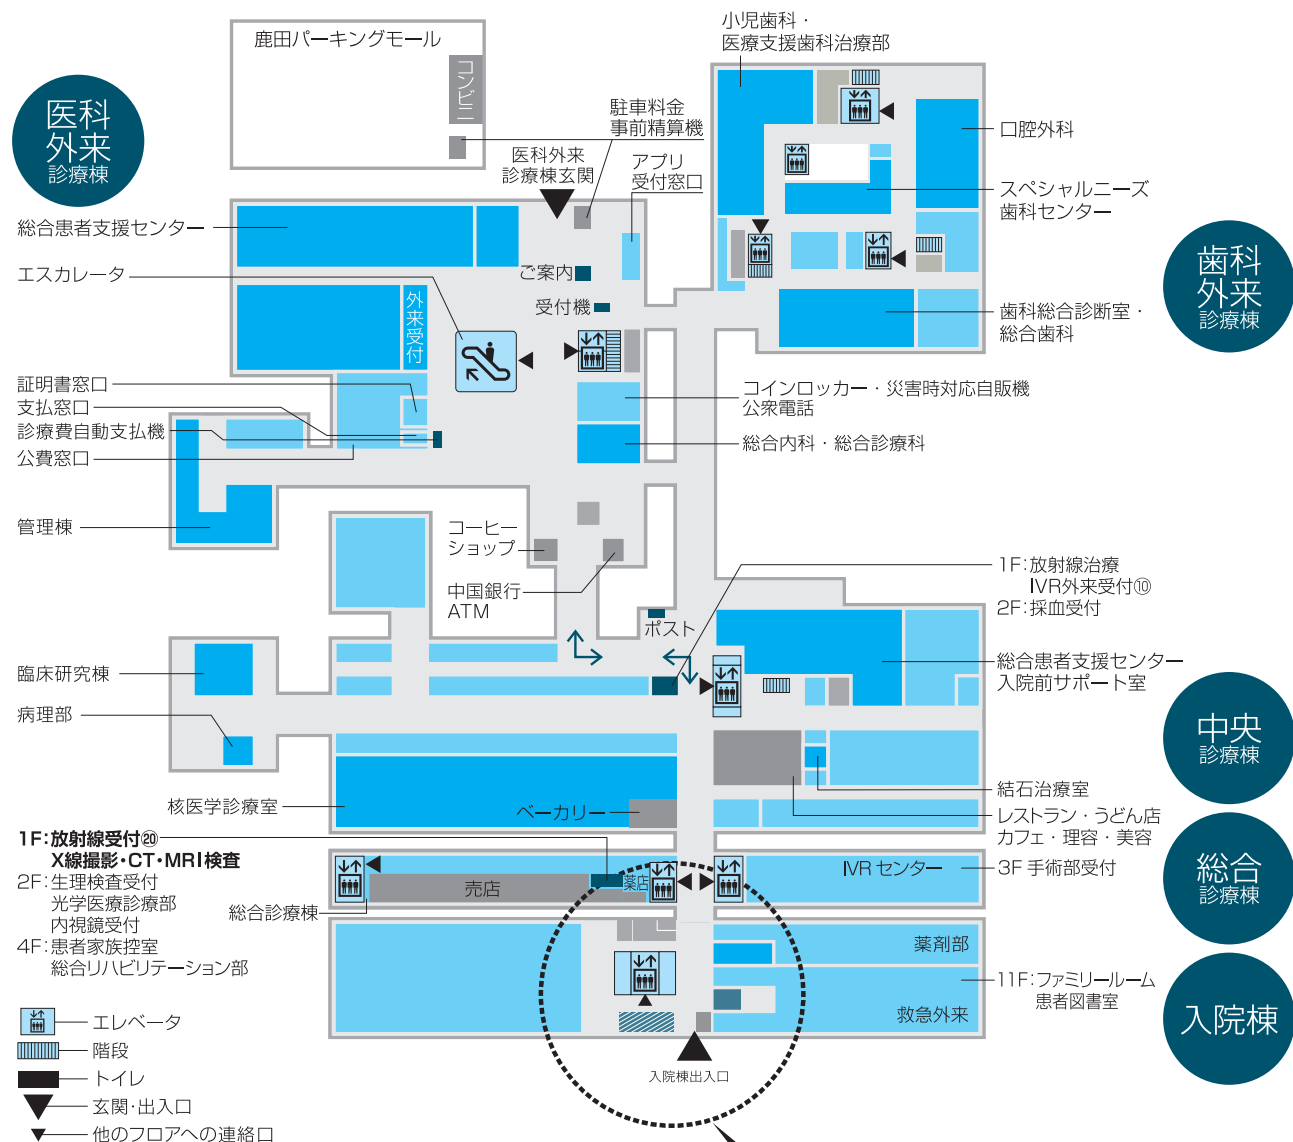 鹿田パーキングモール
コンビニ
医科
外来
診療棟
駐車料金
事前精算機
医科外来
診療棟玄関
アプリ
受付窓口
小児歯科・
医療支援歯科治療部
口腔外科
スペシャルニーズ
歯科センター
歯科
外来
診療棟
歯科総合診断室・
総合歯科
総合患者支援センター
エスカレータ
ご案内
受付機
外来受付
証明書窓口
支払窓口
診療費自動支払機
公費窓口
管理棟
コインロッカー・災害時対応自販機
公衆電話
総合内科・総合診療科
コーヒー
ショップ
中国銀行
ATM
ポスト
1F:放射線治療
IVR外来受付⑩
2F:採血受付
総合患者支援センター
入院前サポート室
臨床研究棟
病理部
中央
診療棟
核医学診療室
ベーカリー
結石治療室
レストラン・うどん店
カフェ・理容・美容
1F:放射線受付⑳
X線撮影・CT・MRI検査
2F:生理検査受付
光学医療診療部
内視鏡受付
4F:患者家族控室
総合リハビリテーション部
総合診療棟
売店
薬店
IVR センター
3F 手術部受付
総合
診療棟
薬剤部
救急外来
11F:ファミリールーム
患者図書室
入院棟
入院棟出入口
エレベータ
階段
トイレ
玄関・出入口
他のフロアへの連絡口